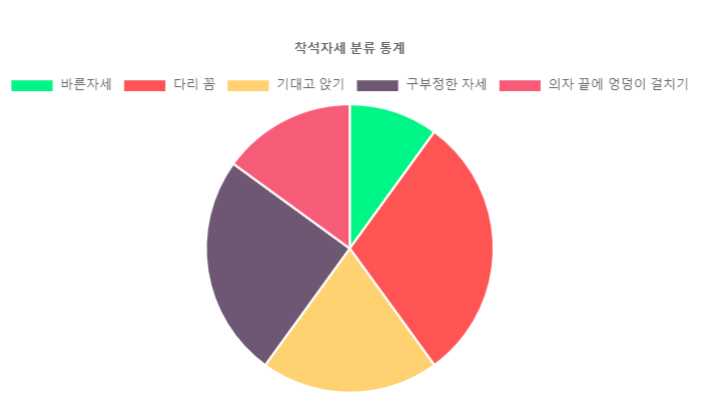 착석자세 분류 통계
바른자세 다리 꼼 기대고 앉기 구부정한 자세 의자 끝에 엉덩이 걸치기